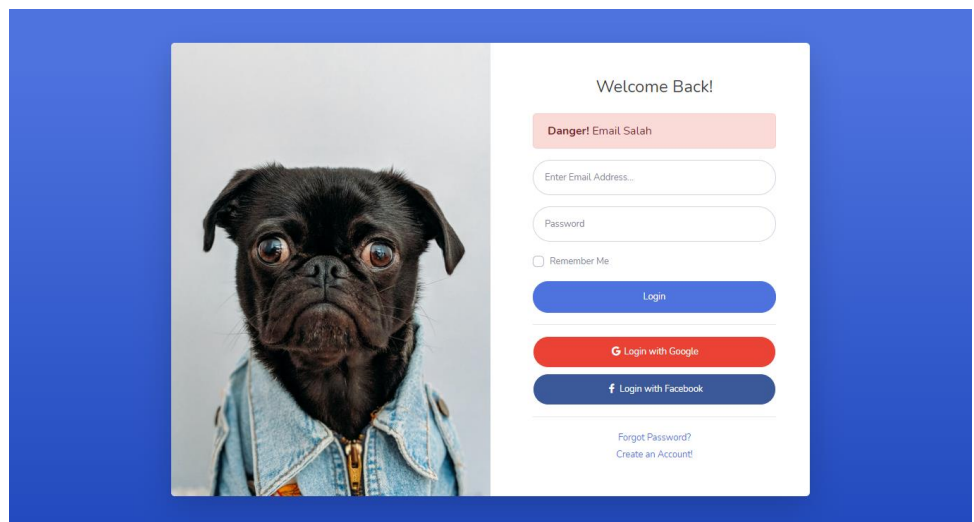 Welcome Back!
Danger! Email Salah
Enter Email Address...
Password
Remember Me
Login
Login with Google
Login with Facebook
Forgot Password?
Create an Account!